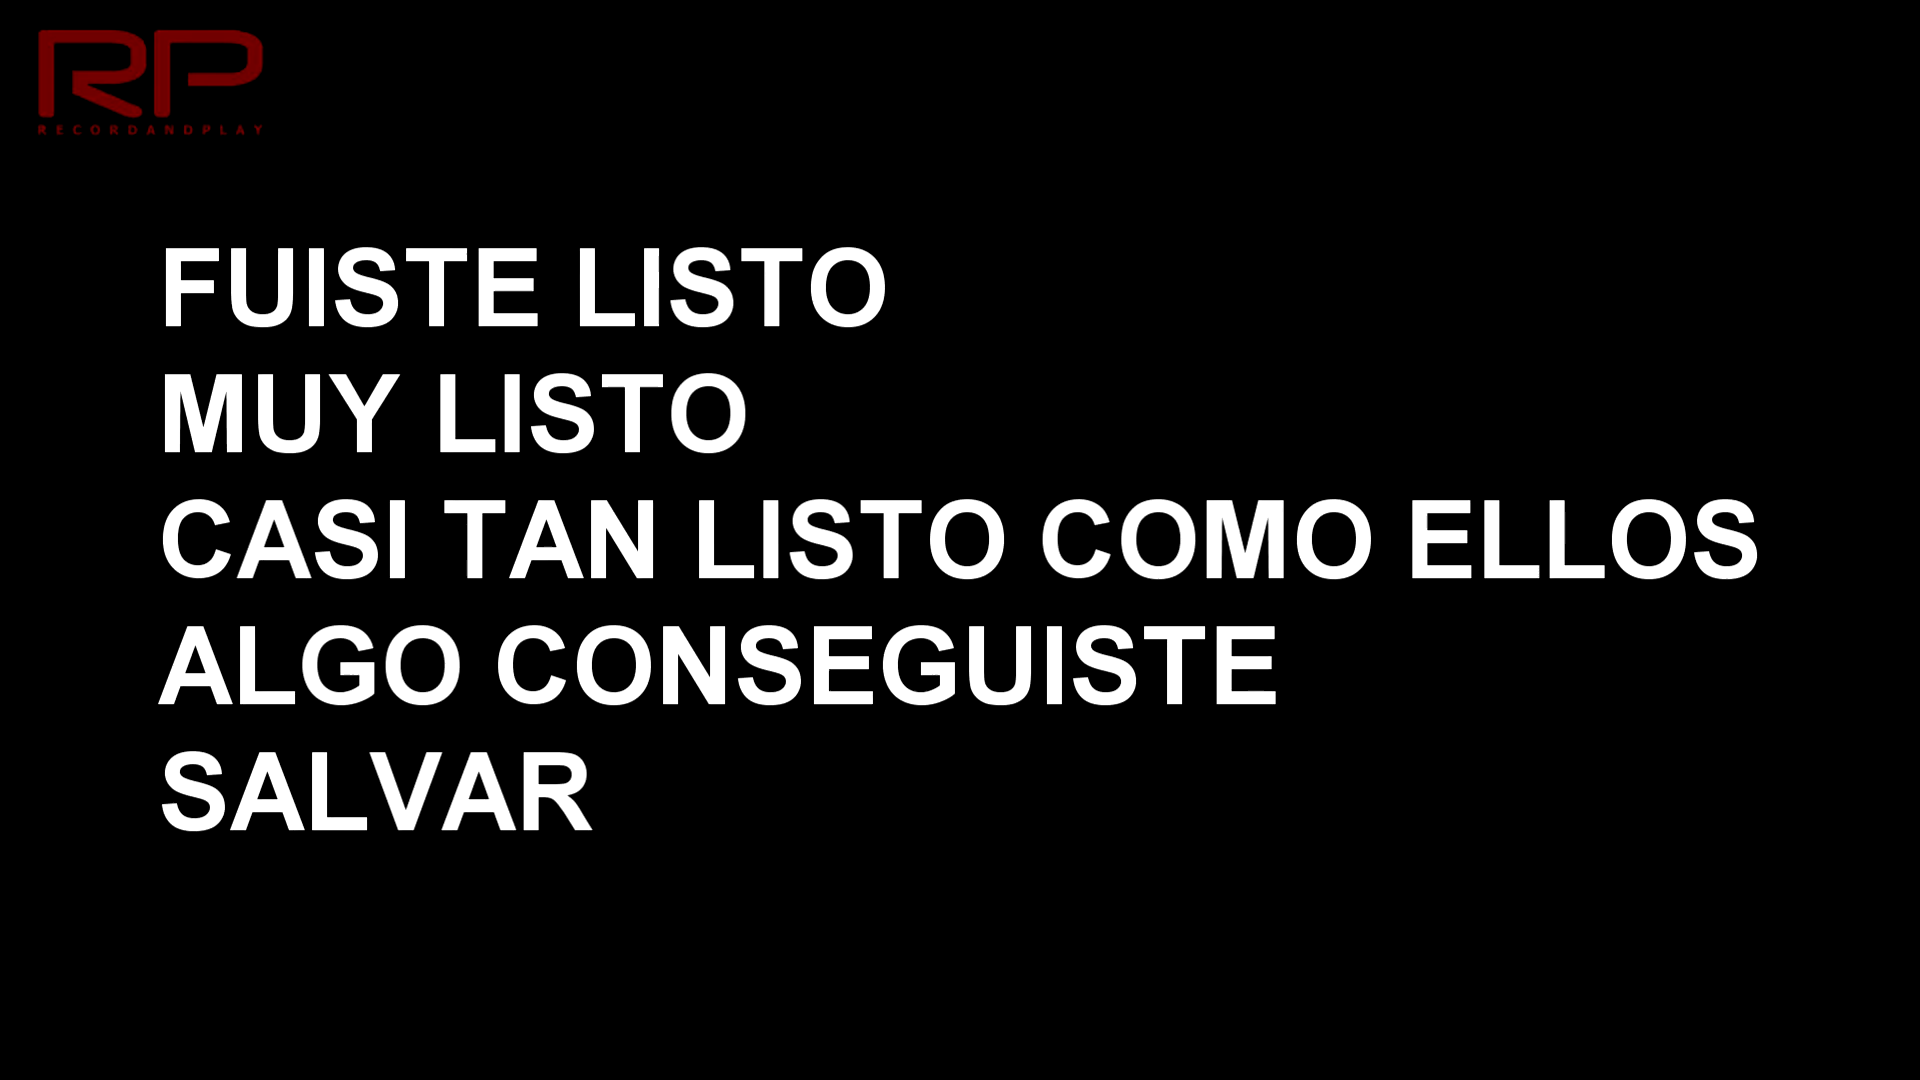 RP
RECORDANDPLAY
FUISTE LISTO
MUY LISTO
CASI TAN LISTO COMO ELLOS
ALGO CONSEGUISTE
SALVAR